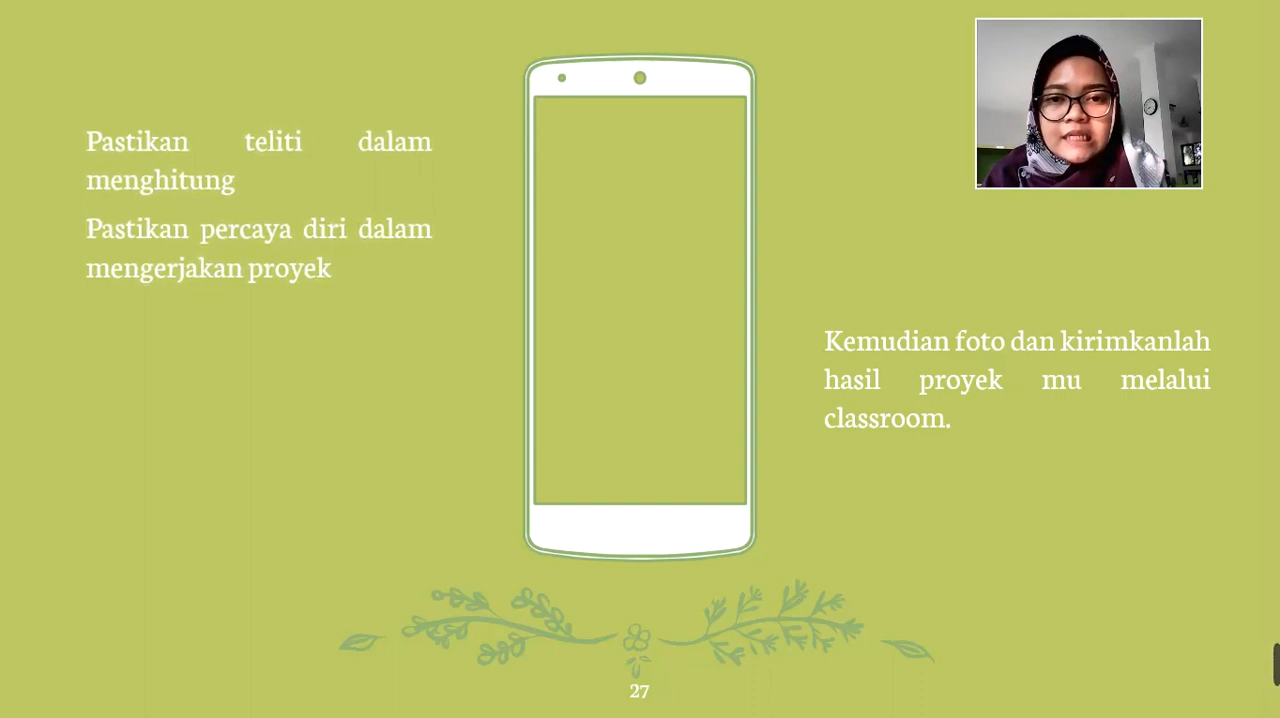 Pastikan teliti dalam
menghitung
Pastikan percaya diri dalam
mengerjakan proyek
Kemudian foto dan kirimkanlah
hasil proyek mu melalui
classroom.
27